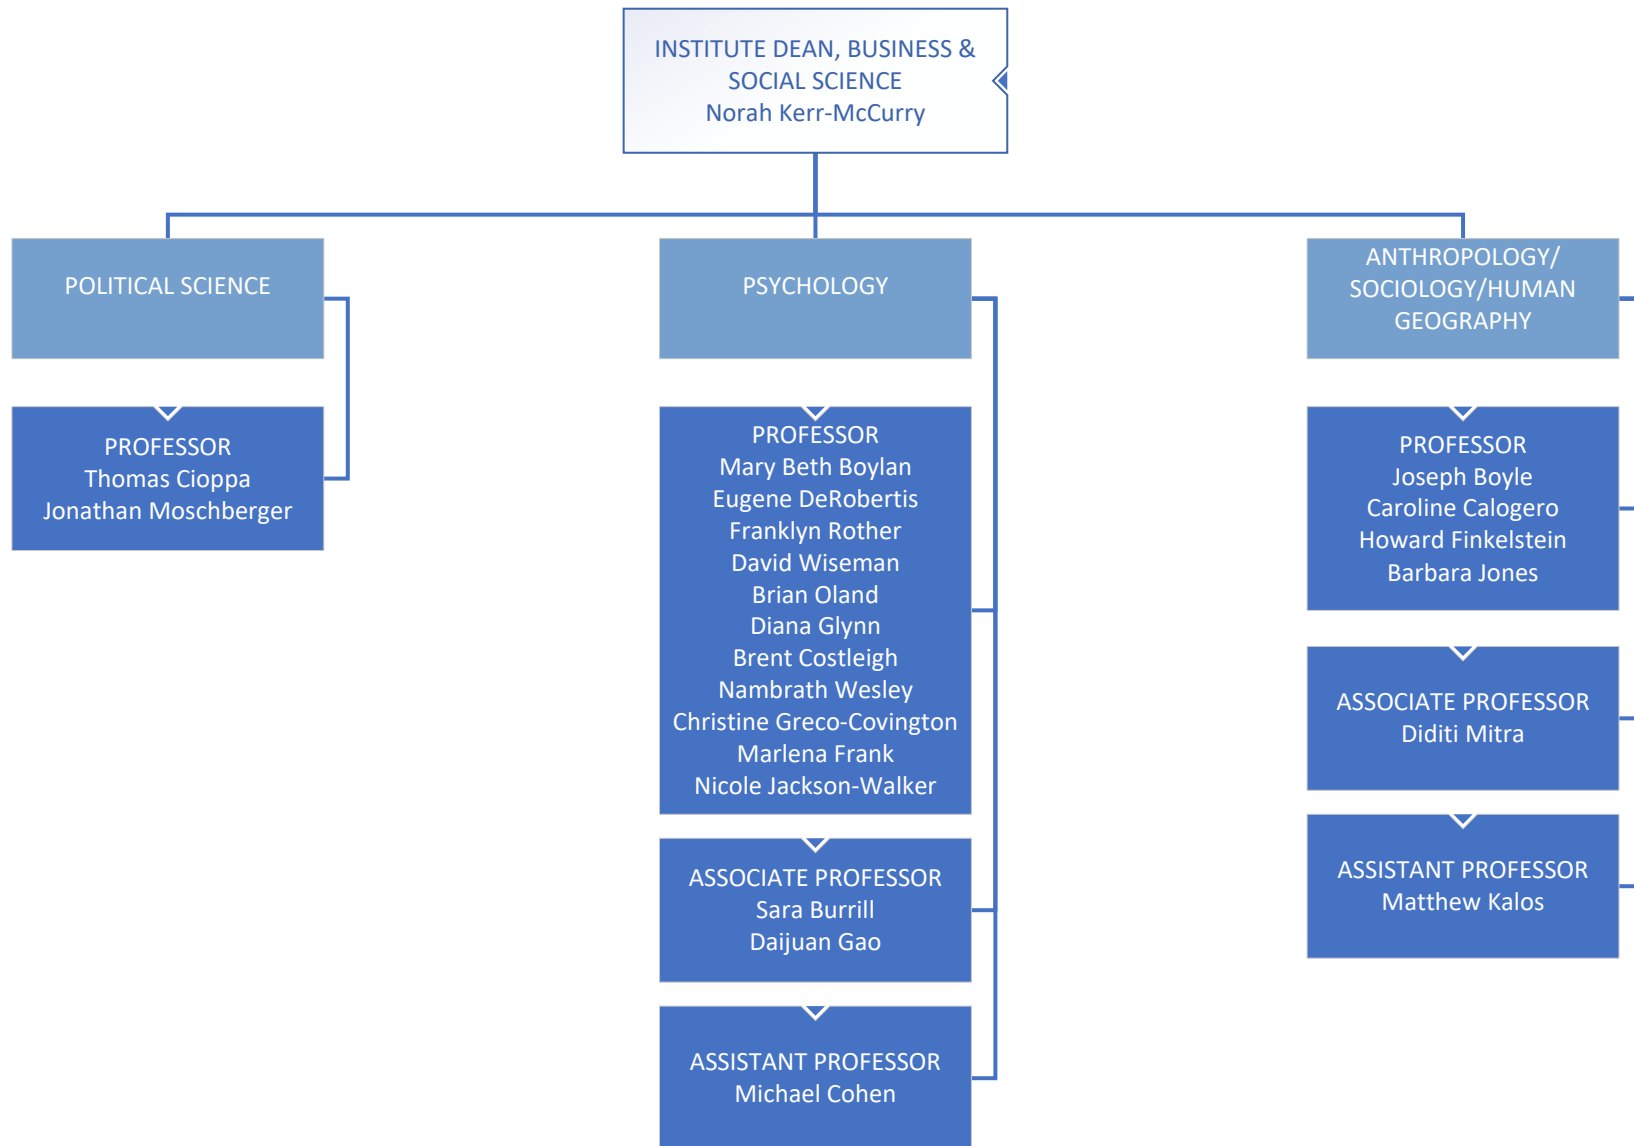 INSTITUTE DEAN, BUSINESS &
SOCIAL SCIENCE
Norah Kerr-McCurry
POLITICAL SCIENCE
PROFESSOR
Thomas Cioppa
Jonathan Moschberger
PSYCHOLOGY
PROFESSOR
Mary Beth Boylan
Eugene DeRobertis
Franklyn Rother
David Wiseman
Brian Oland
Diana Glynn
Brent Costleigh
Nambrath Wesley
Christine Greco-Covington
Marlena Frank
Nicole Jackson-Walker
ASSOCIATE PROFESSOR
Sara Burrill
Daijuan Gao
ASSISTANT PROFESSOR
Michael Cohen
ANTHROPOLOGY/
SOCIOLOGY/HUMAN
GEOGRAPHY
PROFESSOR
Joseph Boyle
Caroline Calogero
Howard Finkelstein
Barbara Jones
ASSOCIATE PROFESSOR
Diditi Mitra
ASSISTANT PROFESSOR
Matthew Kalos